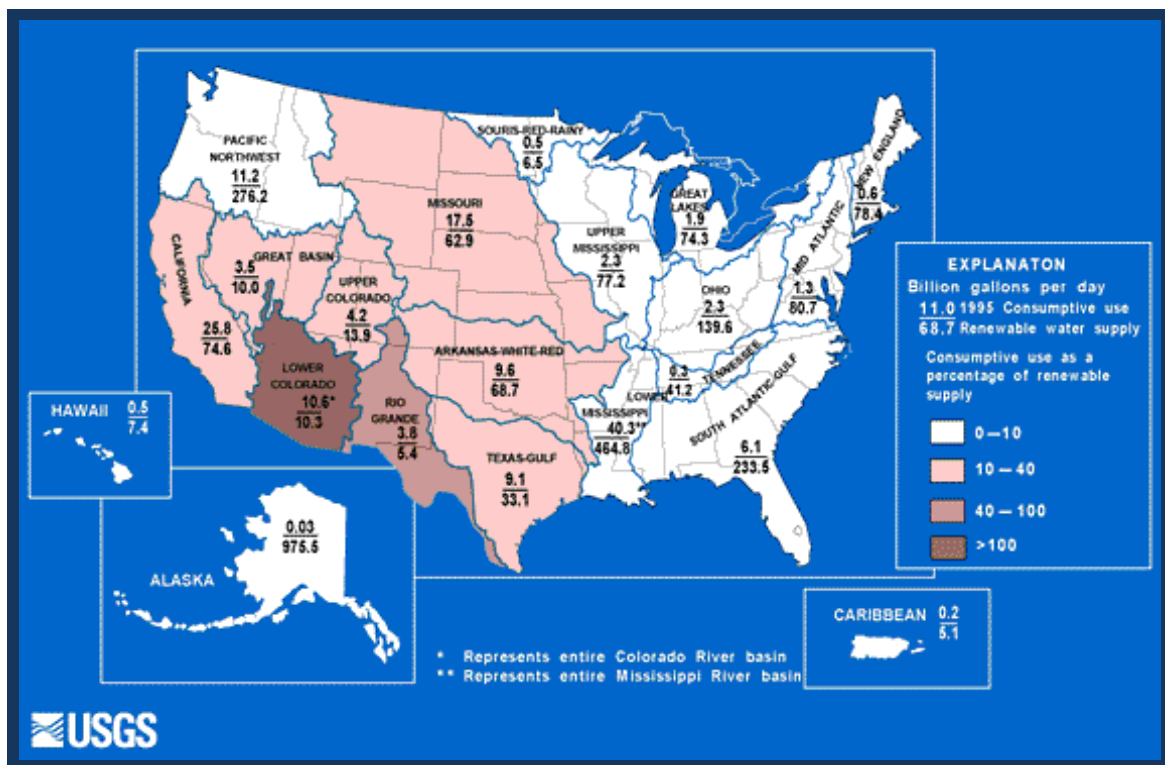 SOURIS-RED-RAINY
0.5
6.5
PACIFIC
NORTHWEST
11.2
276.2
NEW ENGLAND
0.6
78.4
MISSOURI
17.5
62.9
GREAT
LAKES
1.9
74.3
UPPER
MISSISSIPPI
2.3
77.2
MID ATLANTIC
1.3
80.7
CALIFORNIA
25.8
74.6
GREAT BASIN
3.5
10.0
UPPER
COLORADO
4.2
13.9
OHIO
2.3
139.6
EXPLANATON
Billion gallons per day
11.0 1995 Consumptive use
68.7 Renewable water supply
Consumptive use as a
percentage of renewable
supply
0—10
10—40
40—100
>100
ARKANSAS-WHITE-RED
9.6
68.7
TENNESSEE
0.3
41.2
LOWER
COLORADO
10.6*
10.3
RIO
GRANDE
3.8
5.4
LOWER
MISSISSIPPI
40.3**
464.8
SOUTH ATLANTIC-GULF
6.1
233.5
TEXAS-GULF
9.1
33.1
HAWAII 0.5
7.4
0.03
975.5
ALASKA
CARIBBEAN 0.2
5.1
* Represents entire Colorado River basin
** Represents entire Mississippi River basin
USGS